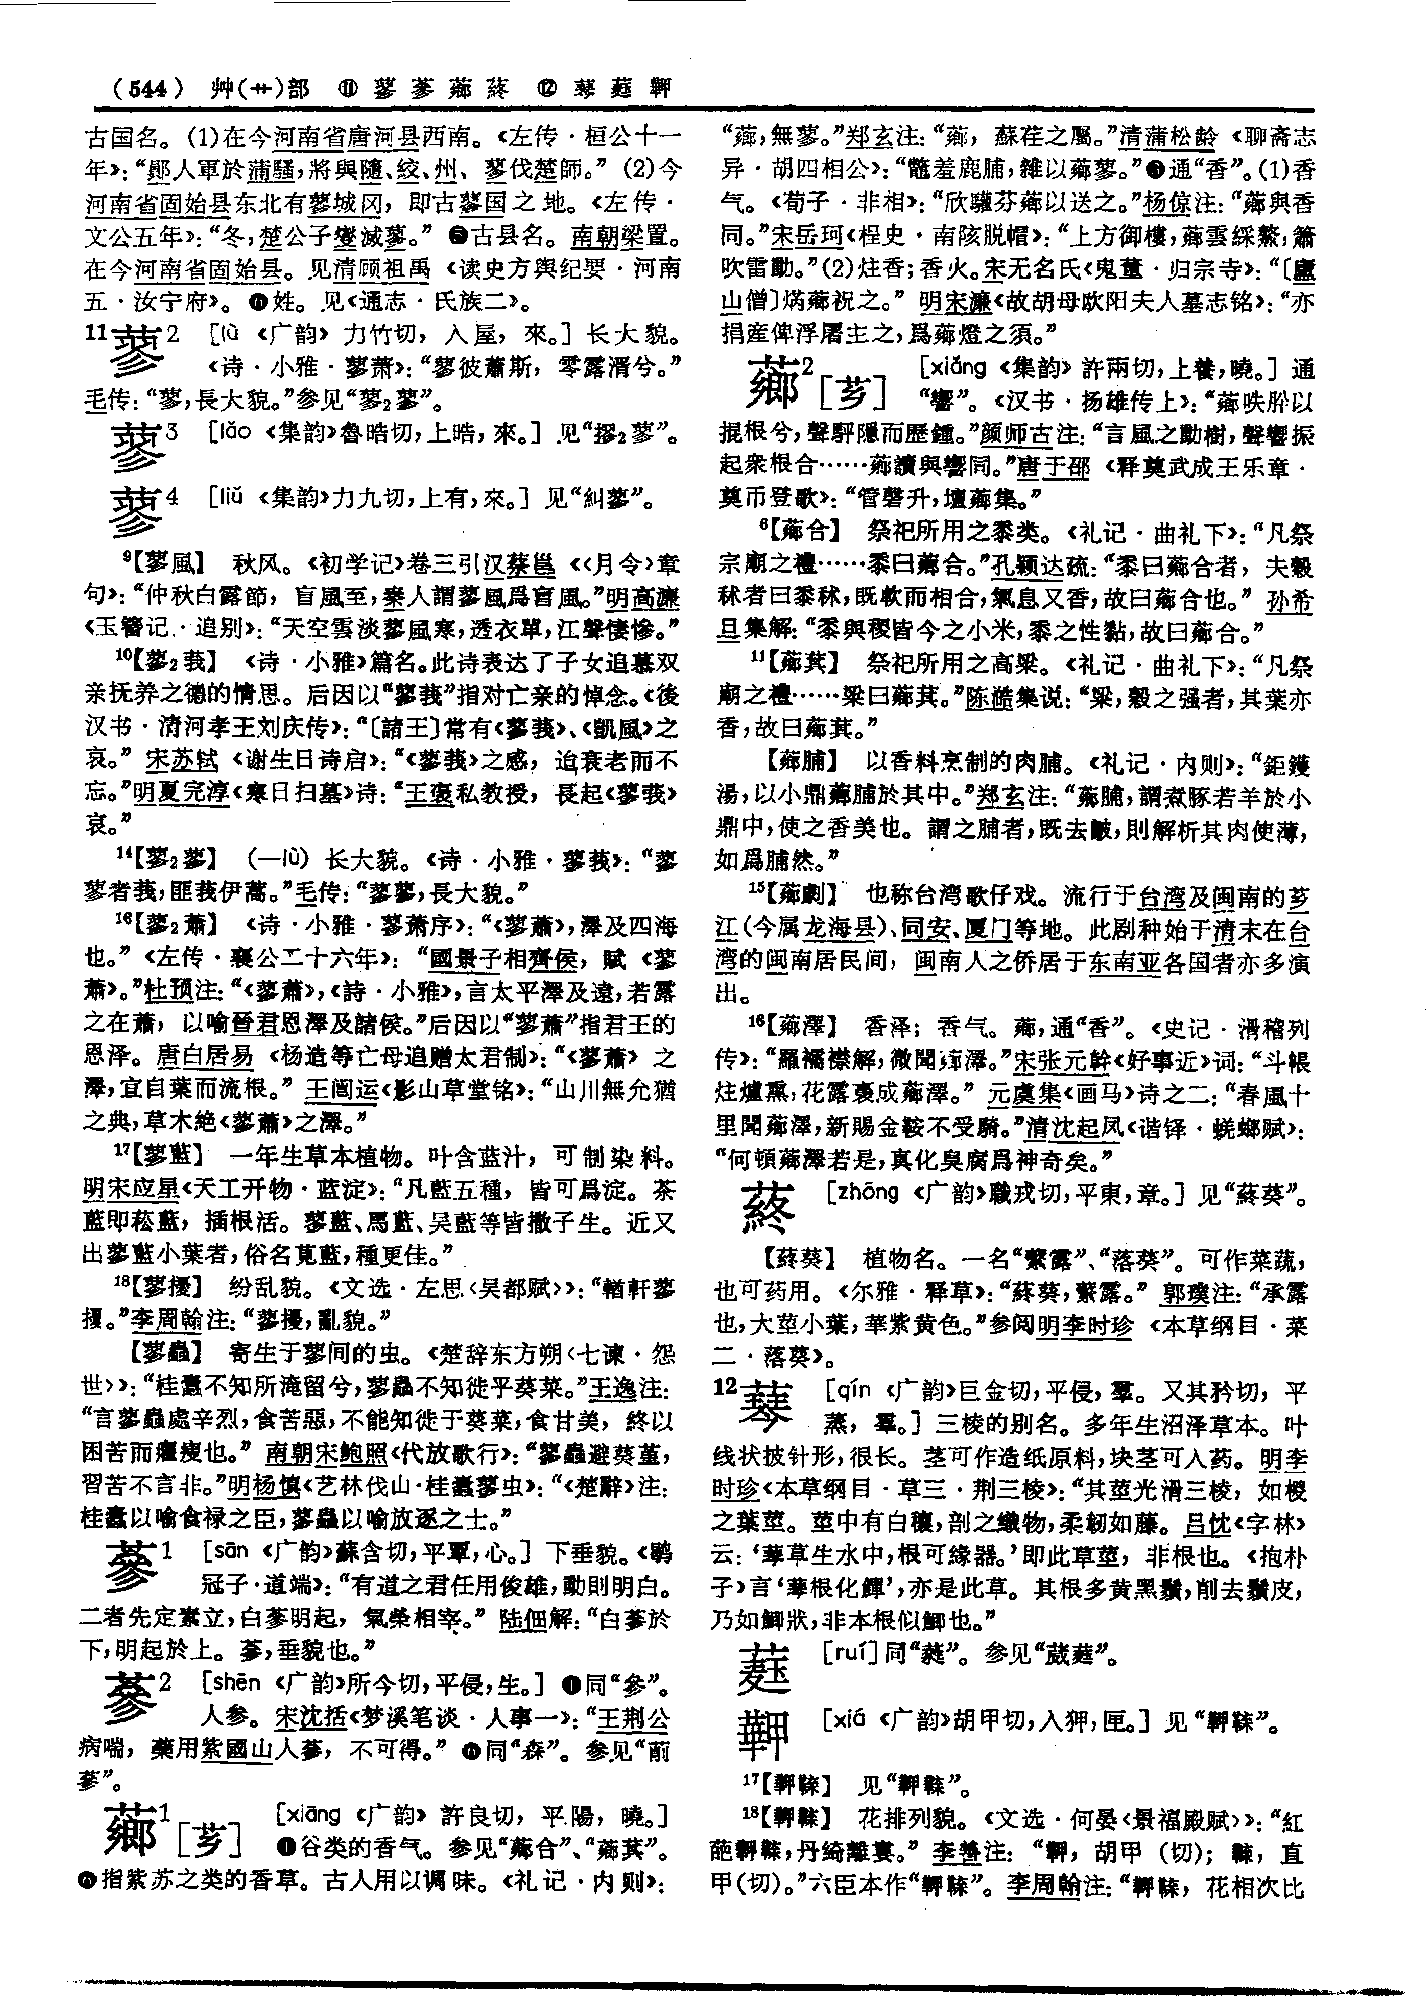 (544) 艸(艹)部 ⑪ 蓼蔘薌蔠 ⑫ 
古国名。(1)在今河南省唐河县西南。《左传·桓公十一
年》：“鄖人軍於蒲騷，將與隨、絞、州、蓼伐楚師。” (2)今
河南省固始县东北有蓼城冈，即古蓼国之地。《左传·
文公五年》：“冬，楚公子燮滅蓼。” ❺古县名。南朝梁置。
在今河南省固始县。见清顾祖禹《读史方舆纪要·河南
五·汝宁府》。❻姓。见《通志·氏族二》。
11蓼2 [lù 《广韵》力竹切，入屋，來。] 长大貌。
《诗·小雅·蓼萧》：“蓼彼蕭斯，零露湑兮。”
毛传：“蓼，長大貌。”参见“蓼₂蓼”。
蓼3 [lǎo 《集韵》魯晧切，上晧，來。] 见“摎₂蓼”。
蓼4 [liǔ 《集韵》力九切，上有，來。] 见“糾蓼”。
⁹【蓼風】 秋风。《初学记》卷三引汉蔡邕《〈月令〉章
句》：“仲秋白露節，盲風至，秦人謂蓼風爲盲風。”明高濂
《玉簪记·追别》：“天空雲淡蓼風寒，透衣單，江聲悽慘。”
¹⁰【蓼₂莪】 《诗·小雅》篇名。此诗表达了子女追慕双
亲抚养之德的情思。后因以“蓼莪”指对亡亲的悼念。《後
汉书·清河孝王刘庆传》：“〔諸王〕常有《蓼莪》、《凱風》之
哀。” 宋苏轼《谢生日诗启》：“《蓼莪》之感，迨衰老而不
忘。”明夏完淳《寒日扫墓》诗：“王褒私教授，長起《蓼莪》
哀。”
¹⁴【蓼₂蓼】 (—lù) 长大貌。《诗·小雅·蓼莪》：“蓼
蓼者莪，匪莪伊蒿。”毛传：“蓼蓼，長大貌。”
¹⁶【蓼₂蕭】 《诗·小雅·蓼萧序》：“《蓼蕭》，澤及四海
也。” 《左传·襄公二十六年》：“國景子相齊侯，賦《蓼
蕭》。”杜预注：“《蓼蕭》，《詩·小雅》，言太平澤及遠，若露
之在蕭，以喻晉君恩澤及諸侯。”后因以“蓼蕭”指君王的
恩泽。唐白居易《杨造等亡母追赠太君制》：“《蓼蕭》之
澤，宜自葉而流根。” 王闿运《影山草堂铭》：“山川無允猶
之典，草木絶《蓼蕭》之澤。”
¹⁷【蓼藍】 一年生草本植物。叶含蓝汁，可制染料。
明宋应星《天工开物·蓝淀》：“凡藍五種，皆可爲淀。茶
藍即菘藍，插根活。蓼藍、馬藍、吴藍等皆撒子生。近又
出蓼藍小葉者，俗名莧藍，種更佳。”
¹⁸【蓼擾】 纷乱貌。《文选·左思〈吴都赋〉》：“輶軒蓼
擾。”李周翰注：“蓼擾，亂貌。”
【蓼蟲】 寄生于蓼间的虫。《楚辞东方朔〈七谏·怨
世〉》：“桂蠹不知所淹留兮，蓼蟲不知徙乎葵菜。”王逸注：
“言蓼蟲處辛烈，食苦惡，不能知徙于葵菜，食甘美，終以
困苦而癯瘦也。” 南朝宋鲍照《代放歌行》：“蓼蟲避葵堇，
習苦不言非。”明杨慎《艺林伐山·桂蠹蓼虫》：“《楚辭》注：
桂蠹以喻食禄之臣，蓼蟲以喻放逐之士。”
蔘1 [sān 《广韵》蘇含切，平覃，心。] 下垂貌。《鹖
冠子·道端》：“有道之君任用俊雄，動則明白。
二者先定素立，白蔘明起，氣榮相宰。” 陆佃解：“白蔘於
下，明起於上。蔘，垂貌也。”
蔘2 [shēn 《广韵》所今切，平侵，生。] ❶同“參”。
人参。宋沈括《梦溪笔谈·人事一》：“王荆公
病喘，藥用紫團山人蔘，不可得。” ❷同“森”。参见“萷
蔘”。
薌1[芗] [xiāng 《广韵》許良切，平陽，曉。]
❶谷类的香气。参见“薌合”、“薌萁”。
❷指紫苏之类的香草。古人用以调味。《礼记·内则》：
“薌，無蓼。”郑玄注：“薌，蘇荏之屬。”清蒲松龄《聊斋志
异·胡四相公》：“鼈羞鹿脯，雜以薌蓼。”❸通“香”。(1)香
气。《荀子·非相》：“欣驩芬薌以送之。”杨倞注：“薌與香
同。”宋岳珂《桯史·南陔脱帽》：“上方御樓，薌雲綵鰲，簫
吹雷動。”(2)炷香；香火。宋无名氏《鬼董·归宗寺》：“〔廬
山僧〕焫薌祝之。” 明宋濂《故胡母欧阳夫人墓志铭》：“亦
捐産俾浮屠主之，爲薌燈之須。”
薌2[芗] [xiǎng 《集韵》許兩切，上養，曉。] 通
“響”。《汉书·扬雄传上》：“薌呹肸以
掍根兮，聲駍隱而歷鍾。”颜师古注：“言風之動樹，聲響振
起衆根合……薌讀與響同。”唐于邵《释奠武成王乐章·
奠币登歌》：“管磬升，壇薌集。”
⁶【薌合】 祭祀所用之黍类。《礼记·曲礼下》：“凡祭
宗廟之禮……黍曰薌合。”孔颖达疏：“黍曰薌合者，夫穀
秫者曰黍秫，既軟而相合，氣息又香，故曰薌合也。” 孙希
旦集解：“黍與稷皆今之小米，黍之性黏，故曰薌合。”
¹¹【薌萁】 祭祀所用之高粱。《礼记·曲礼下》：“凡祭
廟之禮……粱曰薌萁。”陈澔集说：“粱，穀之强者，其葉亦
香，故曰薌萁。”
【薌脯】 以香料烹制的肉脯。《礼记·内则》：“鉅鑊
湯，以小鼎薌脯於其中。”郑玄注：“薌脯，謂煮豚若羊於小
鼎中，使之香美也。謂之脯者，既去皸，則解析其肉使薄，
如爲脯然。”
¹⁵【薌劇】 也称台湾歌仔戏。流行于台湾及闽南的芗
江(今属龙海县)、同安、厦门等地。此剧种始于清末在台
湾的闽南居民间，闽南人之侨居于东南亚各国者亦多演
出。
¹⁶【薌澤】 香泽；香气。薌，通“香”。《史记·滑稽列
传》：“羅襦襟解，微聞薌澤。”宋张元幹《好事近》词：“斗帳
炷爐熏，花露裛成薌澤。” 元虞集《画马》诗之二：“春風十
里聞薌澤，新賜金鞍不受騎。”清沈起凤《谐铎·蜣螂赋》：
“何頓薌澤若是，真化臭腐爲神奇矣。”
蔠 [zhōng 《广韵》職戎切，平東，章。] 见“蔠葵”。
【蔠葵】 植物名。一名“繁露”、“落葵”。可作菜蔬，
也可药用。《尔雅·释草》：“蔠葵，蘩露。” 郭璞注：“承露
也，大莖小葉，華紫黄色。”参阅明李时珍《本草纲目·菜
二·落葵》。
12 [qín 《广韵》巨金切，平侵，羣。又其矜切，平
蒸，羣。] 三棱的别名。多年生沼泽草本。叶
线状披针形，很长。茎可作造纸原料，块茎可入药。明李
时珍《本草纲目·草三·荆三棱》：“其莖光滑三棱，如椶
之葉莖。莖中有白穰，剖之織物，柔韌如藤。吕忱《字林》
云：‘草生水中，根可緣器。’即此草莖，非根也。《抱朴
子》言‘根化鱓’，亦是此草。其根多黄黑鬚，削去鬚皮，
乃如鯽狀，非本根似鯽也。”
[ruí] 同“蕤”。参见“葳”。
[xiá 《广韵》胡甲切，入狎，匣。] 见“”。
¹⁷【】 见“”。
¹⁸【】 花排列貌。《文选·何晏〈景福殿赋〉》：“紅
葩，丹綺離婁。” 李善注：“，胡甲(切)；，直
甲(切)。”六臣本作“”。李周翰注：“，花相次比